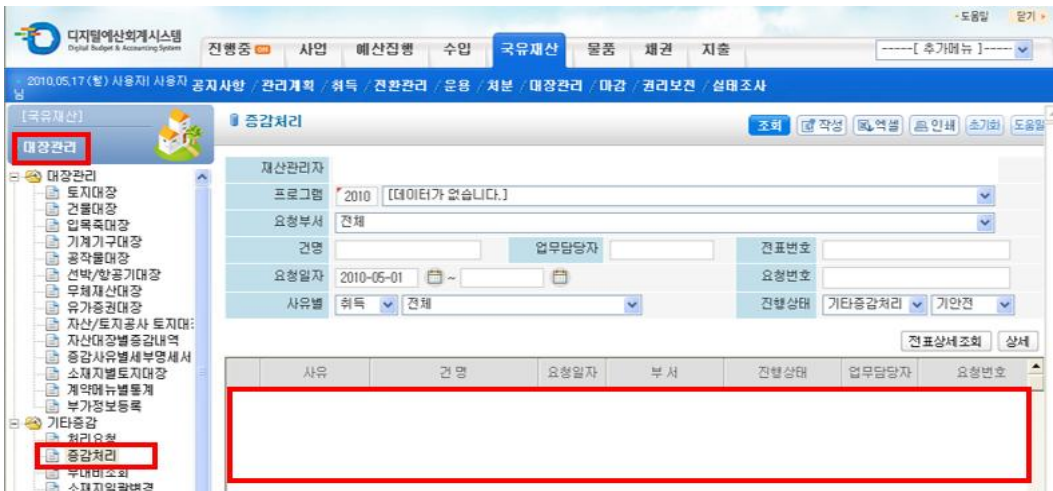 - 도움말 닫기
디지털예산회계시스템
Digital Budget & Accounting System
진행중 사업 예산집행 수입 국유재산 물품 채권 지출
-----[ 추가메뉴 ]-----
2010.05.17 (월) 사용자| 사용자님
공지사항 / 관리계획 / 취득 / 전환관리 / 운용 / 처분 / 대장관리 / 마감 / 권리보전 / 실태조사
[국유재산]
대장관리
증감처리
조회 작성 엑셀 인쇄 초기화 도움말
대장관리
토지대장
건물대장
입목죽대장
기계기구대장
공작물대장
선박/항공기대장
무체재산대장
유가증권대장
자산/토지공사 토지대
자산대장별증감내역
증감사유별세부명세서
소재지별토지대장
계약메뉴별통계
부가정보등록
기타증감
처리요청
증감처리
무대비조회
소재지일괄변경
재산관리자
프로그램 2010 [[데이터가 없습니다.]
요청부서 전체
건명 업무담당자 전표번호
요청일자 2010-05-01 ~ 요청번호
사유별 취득 전체 진행상태 기타증감처리 기안전
전표상세조회 상세
사유 건 명 요청일자 부 서 진행상태 업무담당자 요청번호